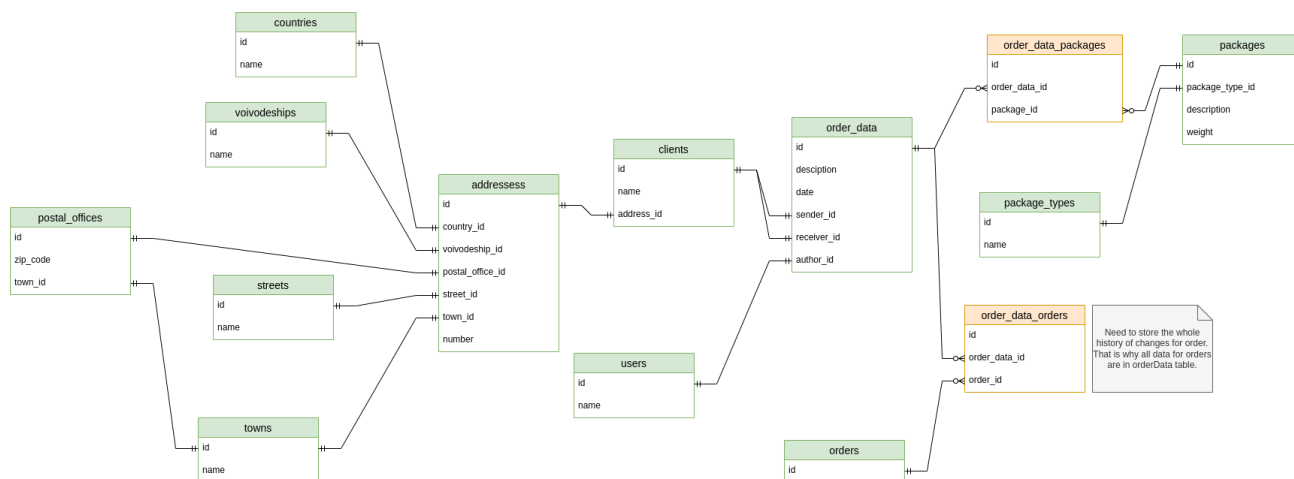 countries
id
name
voivodeships
id
name
postal_offices
id
zip_code
town_id
streets
id
name
towns
id
name
addressess
id
country_id
voivodeship_id
postal_office_id
street_id
town_id
number
clients
id
name
address_id
users
id
name
order_data
id
desciption
date
sender_id
receiver_id
author_id
order_data_packages
id
order_data_id
package_id
packages
id
package_type_id
description
weight
package_types
id
name
order_data_orders
id
order_data_id
order_id
Need to store the whole
history of changes for order.
That is why all data for orders
are in orderData table.
orders
id